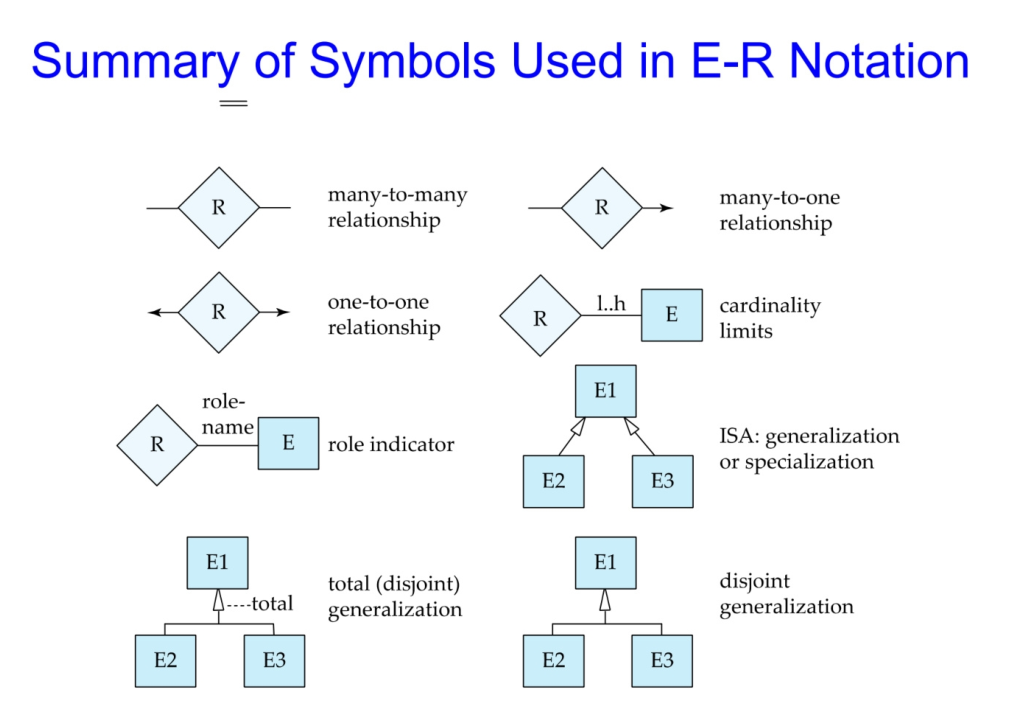 Summary of Symbols Used in E-R Notation
R
many-to-many
relationship
R
many-to-one
relationship
R
one-to-one
relationship
R
l..h
E
cardinality
limits
R
role-
name
E
role indicator
E1
E2
E3
ISA: generalization
or specialization
E1
----total
E2
E3
total (disjoint)
generalization
E1
E2
E3
disjoint
generalization